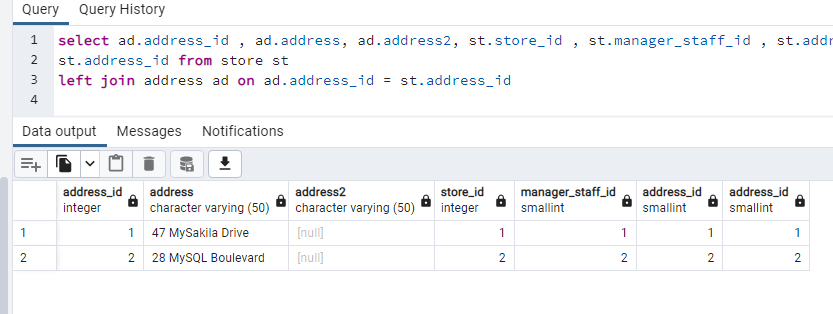 Query Query History
1 select ad.address_id , ad.address, ad.address2, st.store_id , st.manager_staff_id , st.addr
2 st.address_id from store st
3 left join address ad on ad.address_id = st.address_id
4
Data output Messages Notifications
address_id address address2 store_id manager_staff_id address_id address_id
integer character varying (50) character varying (50) integer smallint smallint smallint
1 1 47 MySakila Drive [null] 1 1 1 1
2 2 28 MySQL Boulevard [null] 2 2 2 2